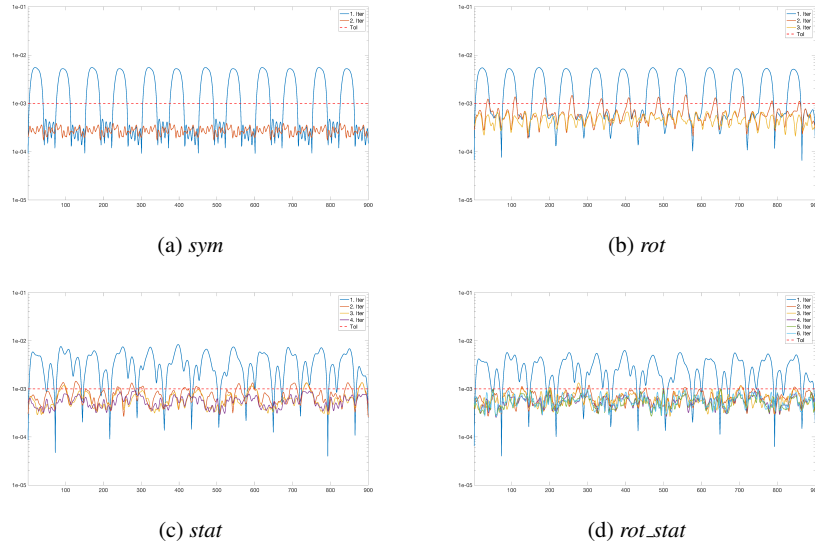 1e-01
1. Iter
2. Iter
Tol
1e-02
1e-03
1e-04
1e-05
100 200 300 400 500 600 700 800 900
(a) sym
1e-01
1. Iter
2. Iter
3. Iter
Tol
1e-02
1e-03
1e-04
1e-05
100 200 300 400 500 600 700 800 900
(b) rot
1e-01
1. Iter
2. Iter
3. Iter
4. Iter
Tol
1e-02
1e-03
1e-04
1e-05
100 200 300 400 500 600 700 800 900
(c) stat
1e-01
1. Iter
2. Iter
3. Iter
4. Iter
5. Iter
6. Iter
Tol
1e-02
1e-03
1e-04
1e-05
100 200 300 400 500 600 700 800 900
(d) rot_stat